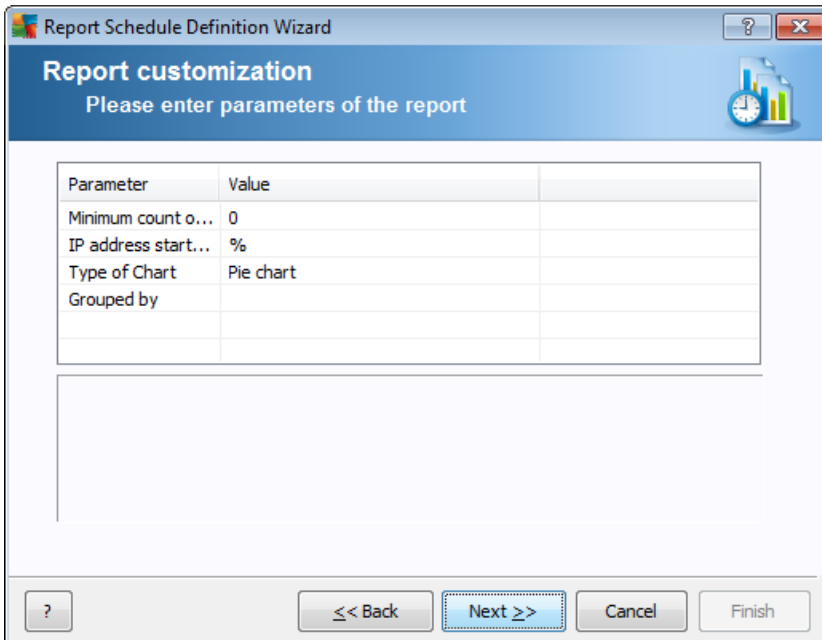 Report Schedule Definition Wizard
?
Report customization
Please enter parameters of the report
Parameter Value
Minimum count o... 0
IP address start... %
Type of Chart Pie chart
Grouped by
? << Back Next >> Cancel Finish